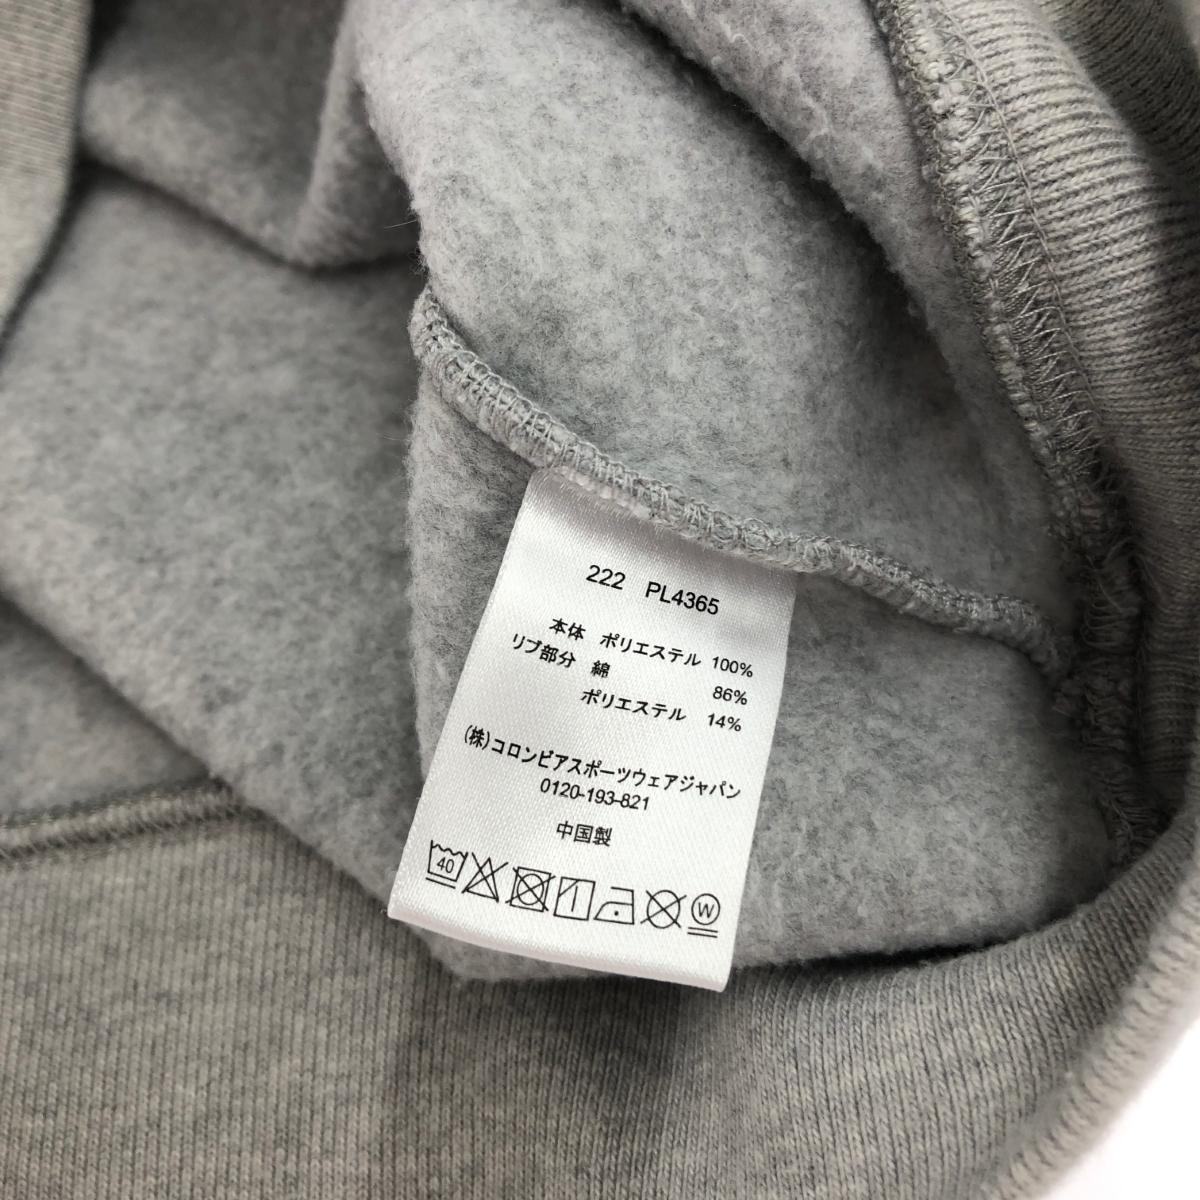 222 PL4365
本体 ポリエステル 100%
リブ部分 綿 86%
ポリエステル 14%
(株)コロンビアスポーツウェアジャパン
0120-193-821
中国製
40
W